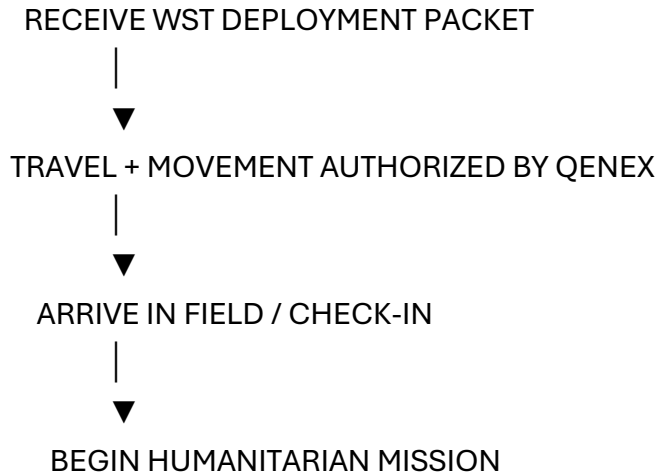 RECEIVE WST DEPLOYMENT PACKET
│
▼
TRAVEL + MOVEMENT AUTHORIZED BY QENEX
│
▼
ARRIVE IN FIELD / CHECK-IN
│
▼
BEGIN HUMANITARIAN MISSION